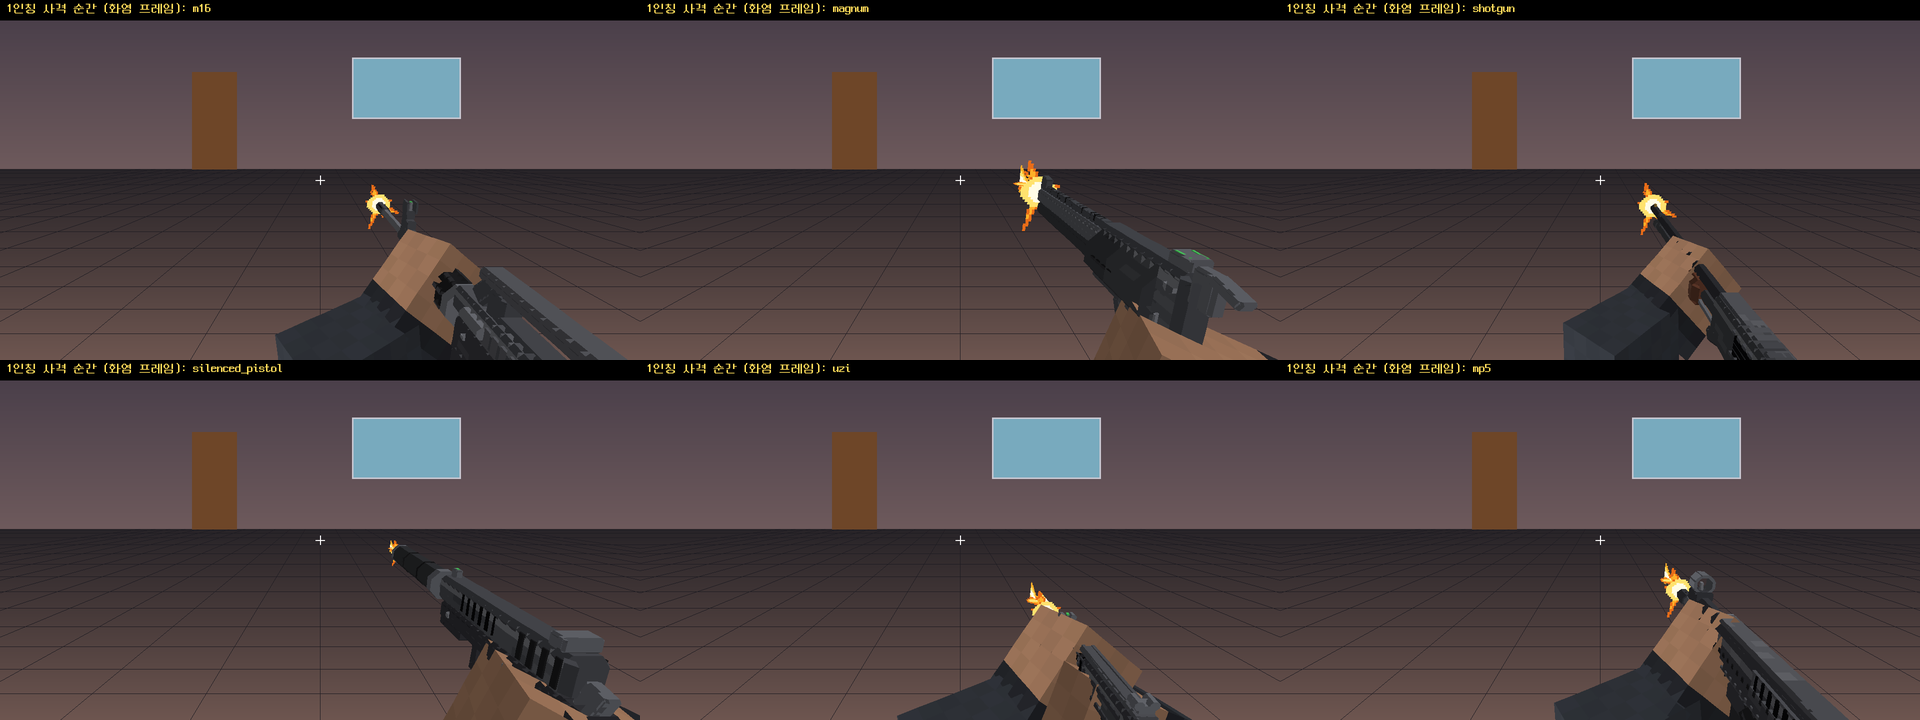 1인칭 사격 순간 (화염 프레임): m16
1인칭 사격 순간 (화염 프레임): magnum
1인칭 사격 순간 (화염 프레임): shotgun
1인칭 사격 순간 (화염 프레임): silenced_pistol
1인칭 사격 순간 (화염 프레임): uzi
1인칭 사격 순간 (화염 프레임): mp5